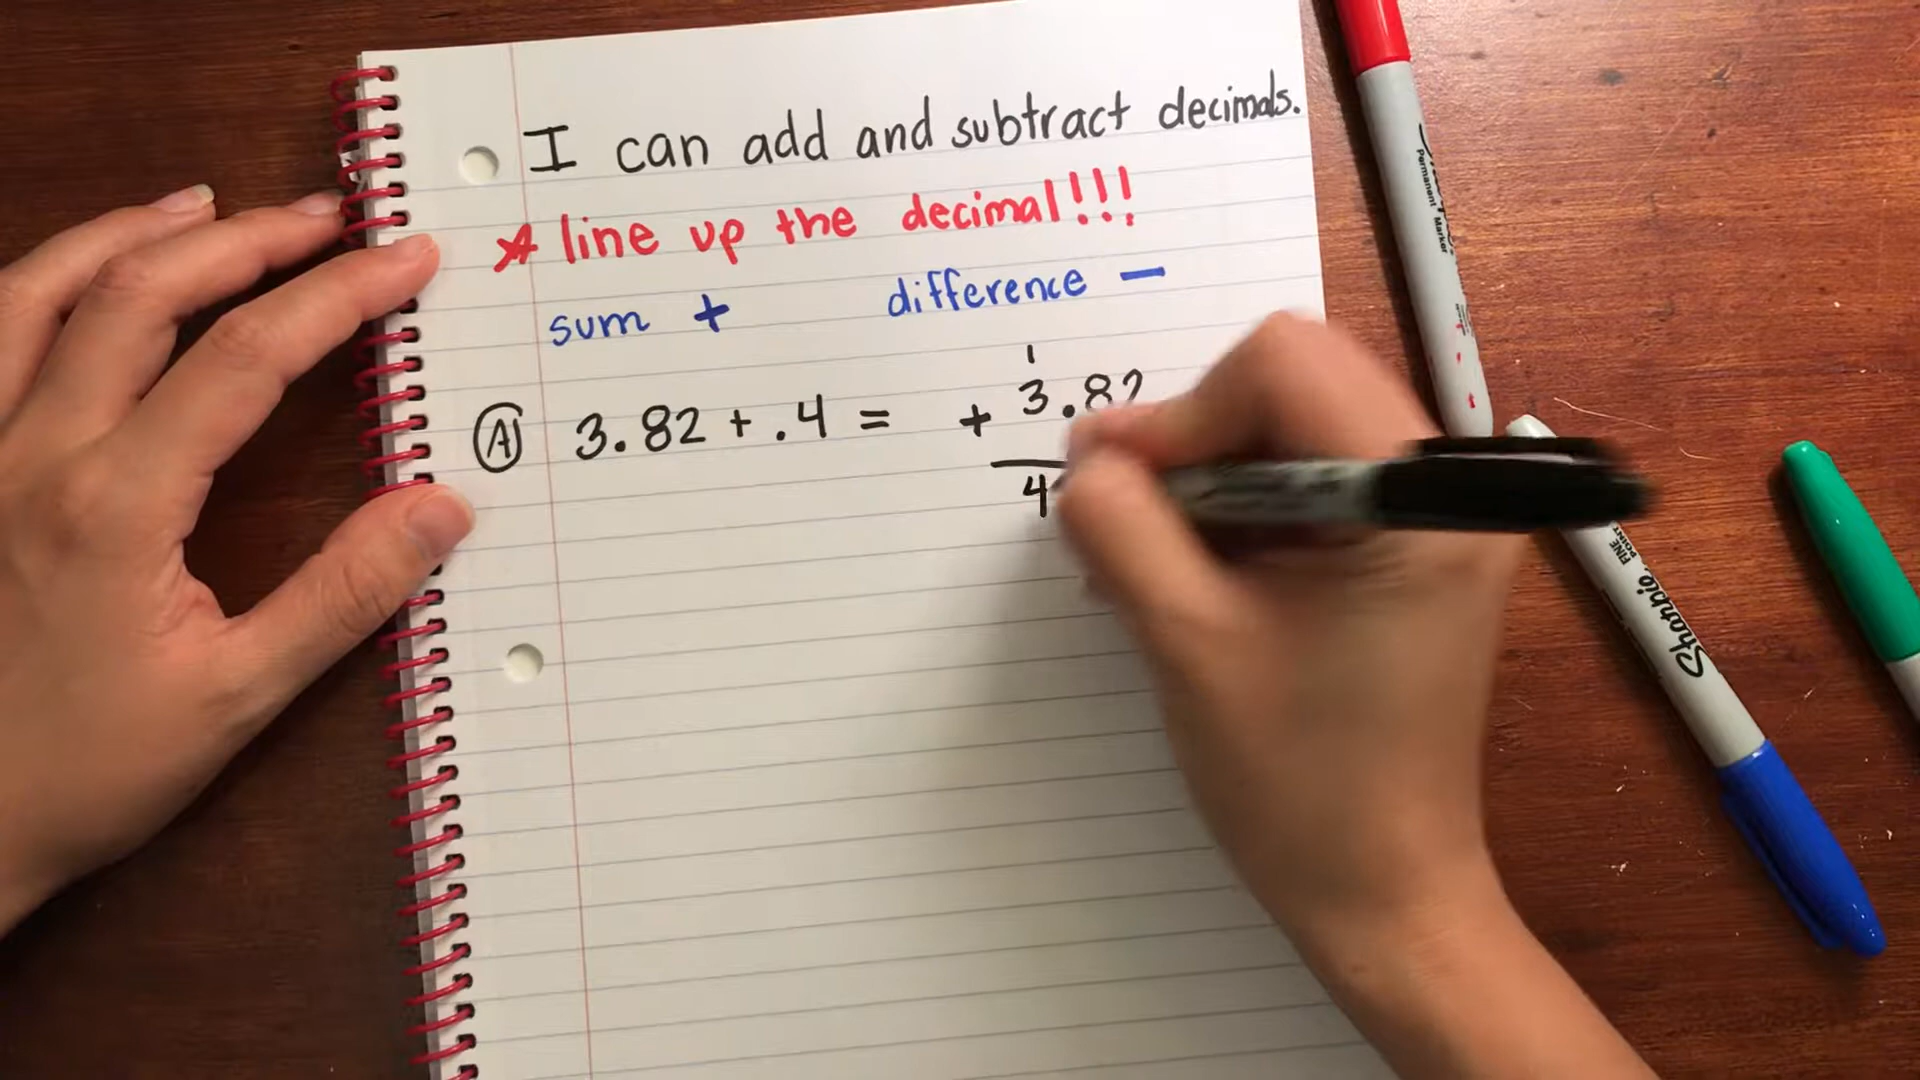 I can add and subtract decimals.
line up the decimal!!!
sum + difference −
1
A 3.82 + .4 = + 3.82
4
Permanent Marker
Sharpie
FINE POINT